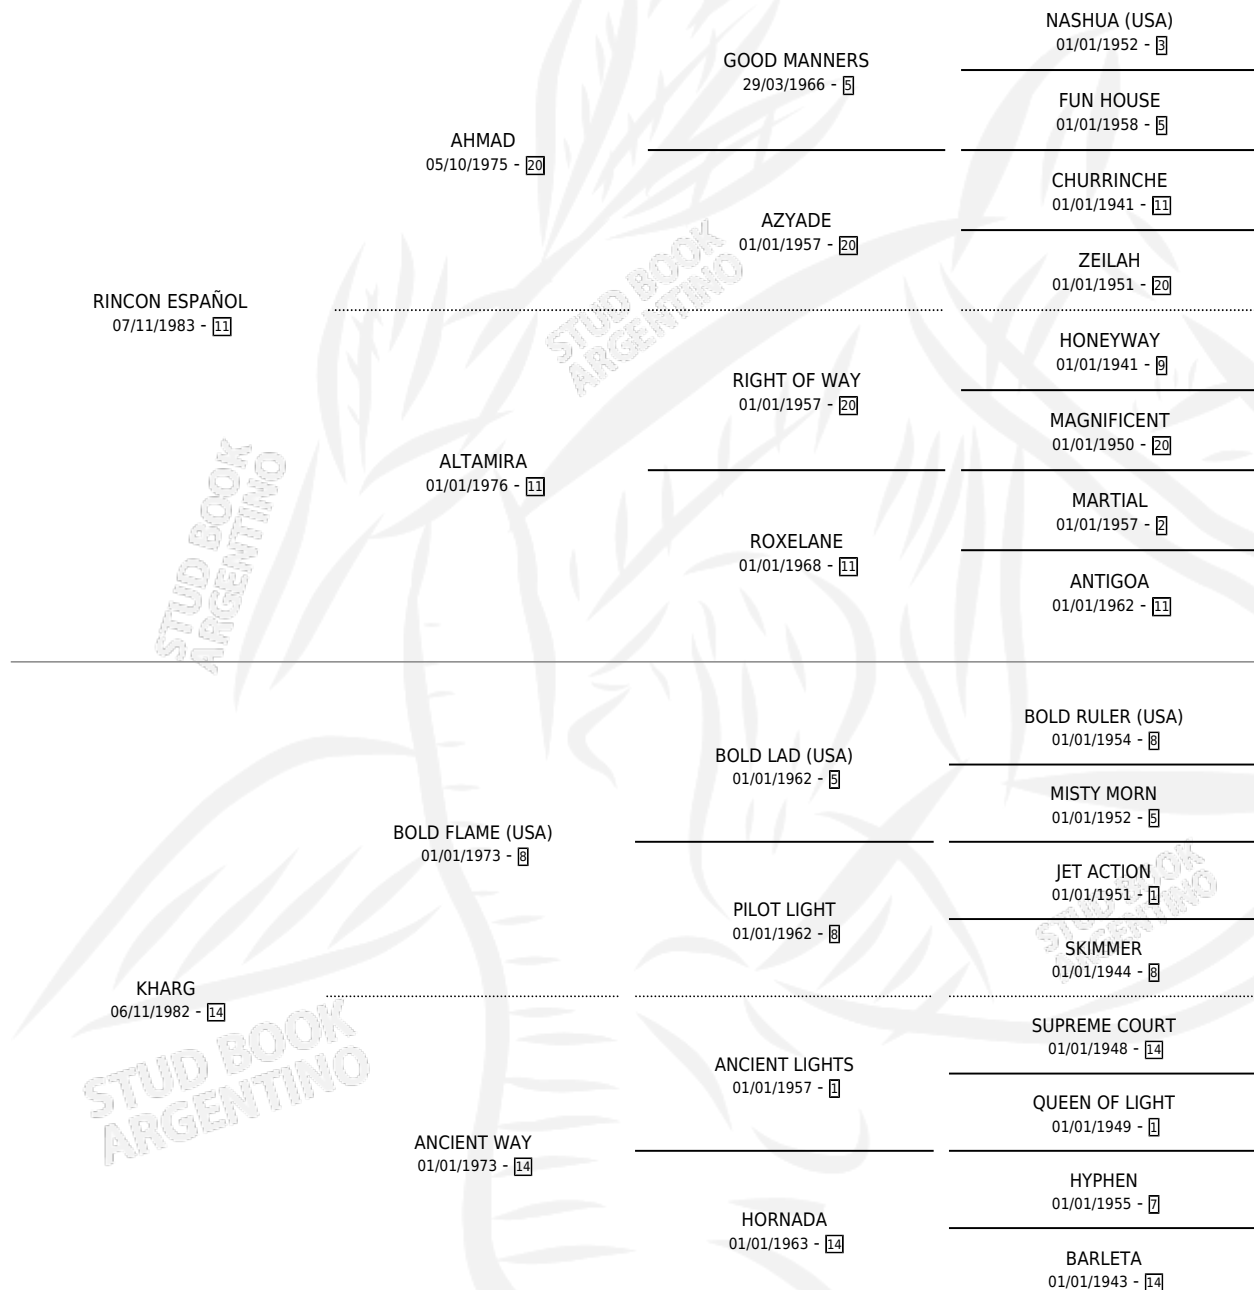 NASHUA (USA)
01/01/1952 - 3
GOOD MANNERS
29/03/1966 - 5
FUN HOUSE
01/01/1958 - 5
AHMAD
05/10/1975 - 20
CHURRINCHE
01/01/1941 - 11
AZYADE
01/01/1957 - 20
ZEILAH
01/01/1951 - 20
RINCON ESPAÑOL
07/11/1983 - 11
STUD BOOK
ARGENTINO
HONEYWAY
01/01/1941 - 9
RIGHT OF WAY
01/01/1957 - 20
MAGNIFICENT
01/01/1950 - 20
ALTAMIRA
01/01/1976 - 11
MARTIAL
01/01/1957 - 2
ROXELANE
01/01/1968 - 11
ANTIGOA
01/01/1962 - 11
STUD BOOK
ARGENTINO
BOLD RULER (USA)
01/01/1954 - 8
BOLD LAD (USA)
01/01/1962 - 5
MISTY MORN
01/01/1952 - 5
BOLD FLAME (USA)
01/01/1973 - 8
JET ACTION
01/01/1951 - 1
PILOT LIGHT
01/01/1962 - 8
SKIMMER
01/01/1944 - 8
STUD BOOK
ARGENTINO
KHARG
06/11/1982 - 14
SUPREME COURT
01/01/1948 - 14
ANCIENT LIGHTS
01/01/1957 - 1
QUEEN OF LIGHT
01/01/1949 - 1
STUD BOOK
ARGENTINO
ANCIENT WAY
01/01/1973 - 14
HYPHEN
01/01/1955 - 7
HORNADA
01/01/1963 - 14
BARLETA
01/01/1943 - 14